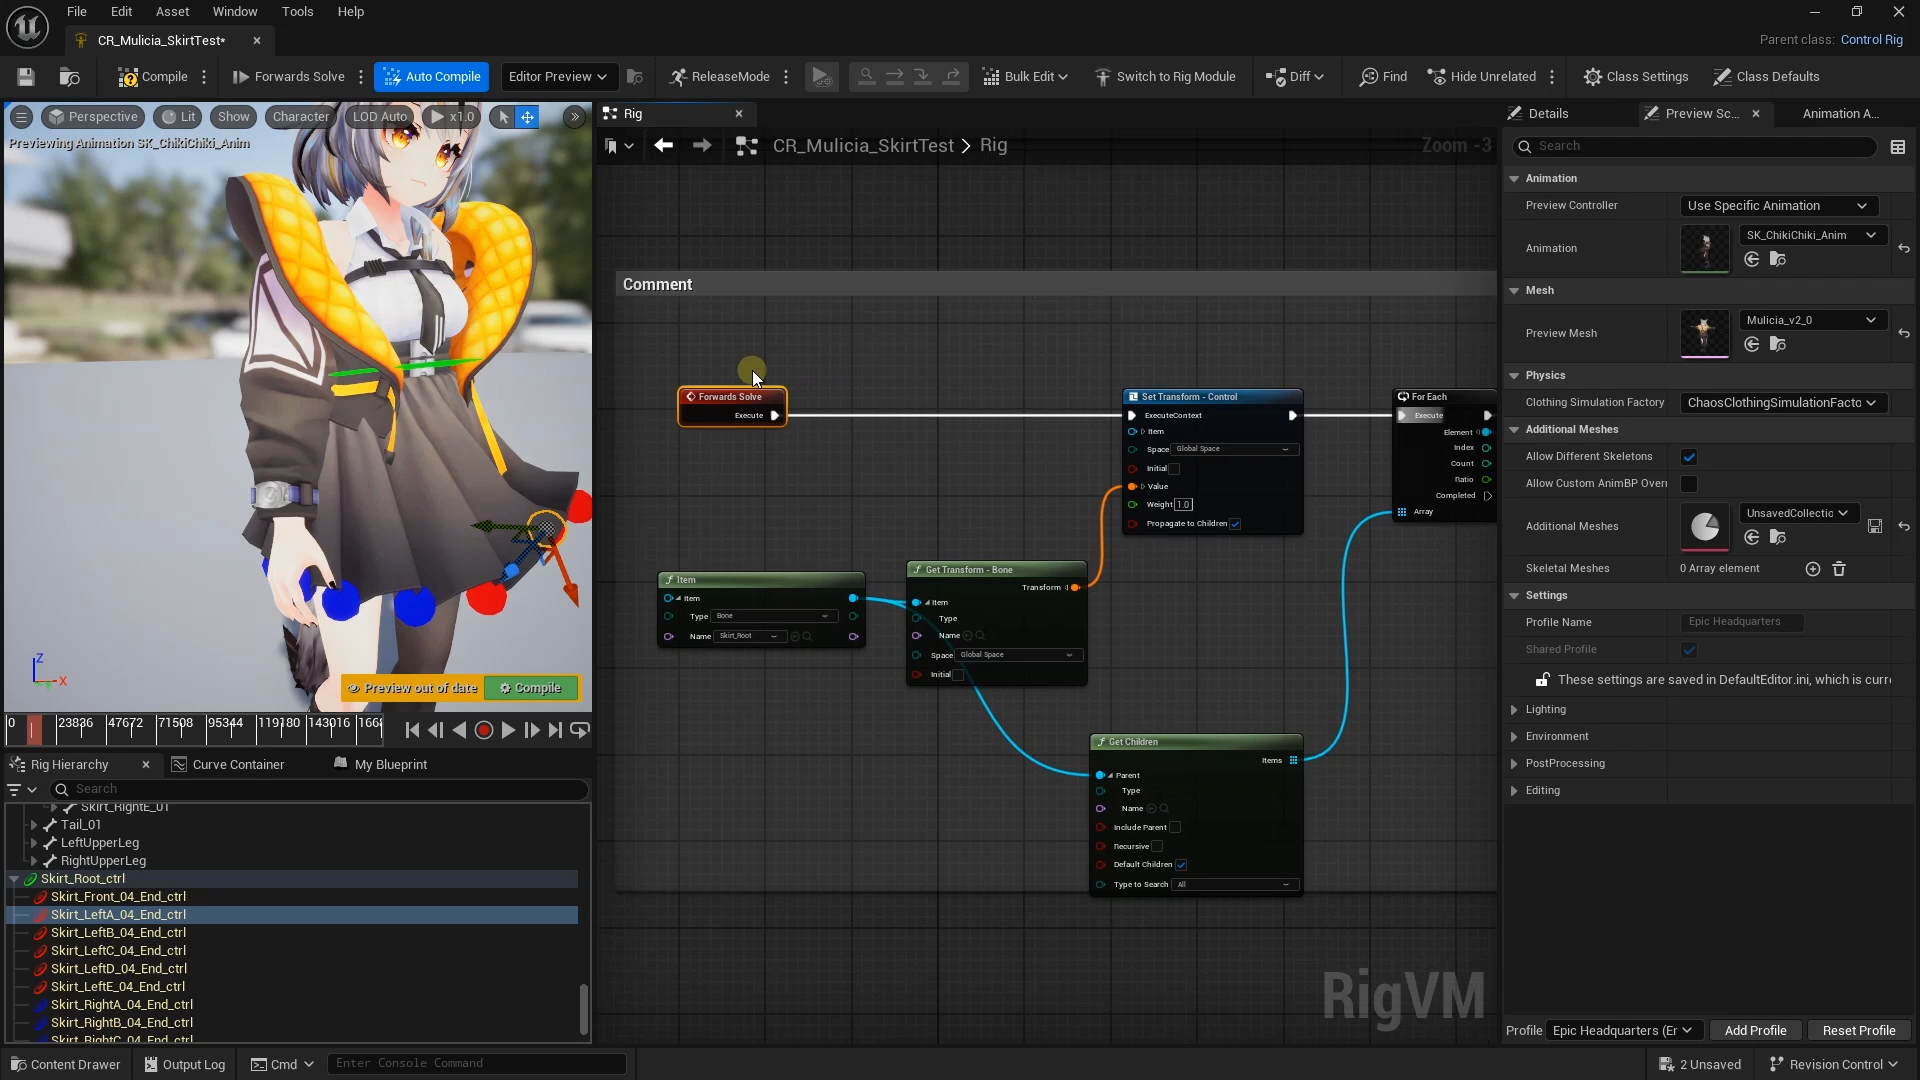 File Edit Asset Window Tools Help
CR_Mulicia_SkirtTest*
Parent class: Control Rig
Compile Forwards Solve Auto Compile Editor Preview ReleaseMode Bulk Edit Switch to Rig Module Diff Find Hide Unrelated Class Settings Class Defaults
Perspective Lit Show Character LOD Auto x1.0
Previewing Animation SK_ChikiChiki_Anim
Z
X
Preview out of date Compile
0 23836 47672 71508 95344 119180 143016 1668
Rig Hierarchy Curve Container My Blueprint
Search
Skirt_RightE_01
Tail_01
LeftUpperLeg
RightUpperLeg
Skirt_Root_ctrl
Skirt_Front_04_End_ctrl
Skirt_LeftA_04_End_ctrl
Skirt_LeftB_04_End_ctrl
Skirt_LeftC_04_End_ctrl
Skirt_LeftD_04_End_ctrl
Skirt_LeftE_04_End_ctrl
Skirt_RightA_04_End_ctrl
Skirt_RightB_04_End_ctrl
Skirt_RightC_04_End_ctrl
Rig
CR_Mulicia_SkirtTest > Rig
Zoom -3
Comment
Forwards Solve
Execute
Set Transform - Control
ExecuteContext
Item
Space Global Space
Initial
Value
Weight 1.0
Propagate to Children
For Each
Execute
Element
Index
Count
Ratio
Completed
Array
Item
Item
Type Bone
Name Skirt_Root
Get Transform - Bone
Transform
Item
Type
Name
Space Global Space
Initial
Get Children
Items
Parent
Type
Name
Include Parent
Recursive
Default Children
Type to Search All
RigVM
Details Preview Sc... Animation A...
Search
Animation
Preview Controller Use Specific Animation
Animation SK_ChikiChiki_Anim
Mesh
Preview Mesh Mulicia_v2_0
Physics
Clothing Simulation Factory ChaosClothingSimulationFacto
Additional Meshes
Allow Different Skeletons
Allow Custom AnimBP Overr
Additional Meshes UnsavedCollectic
Skeletal Meshes 0 Array element
Settings
Profile Name Epic Headquarters
Shared Profile
These settings are saved in DefaultEditor.ini, which is curre
Lighting
Environment
PostProcessing
Editing
Profile Epic Headquarters (Er Add Profile Reset Profile
Content Drawer Output Log Cmd Enter Console Command 2 Unsaved Revision Control